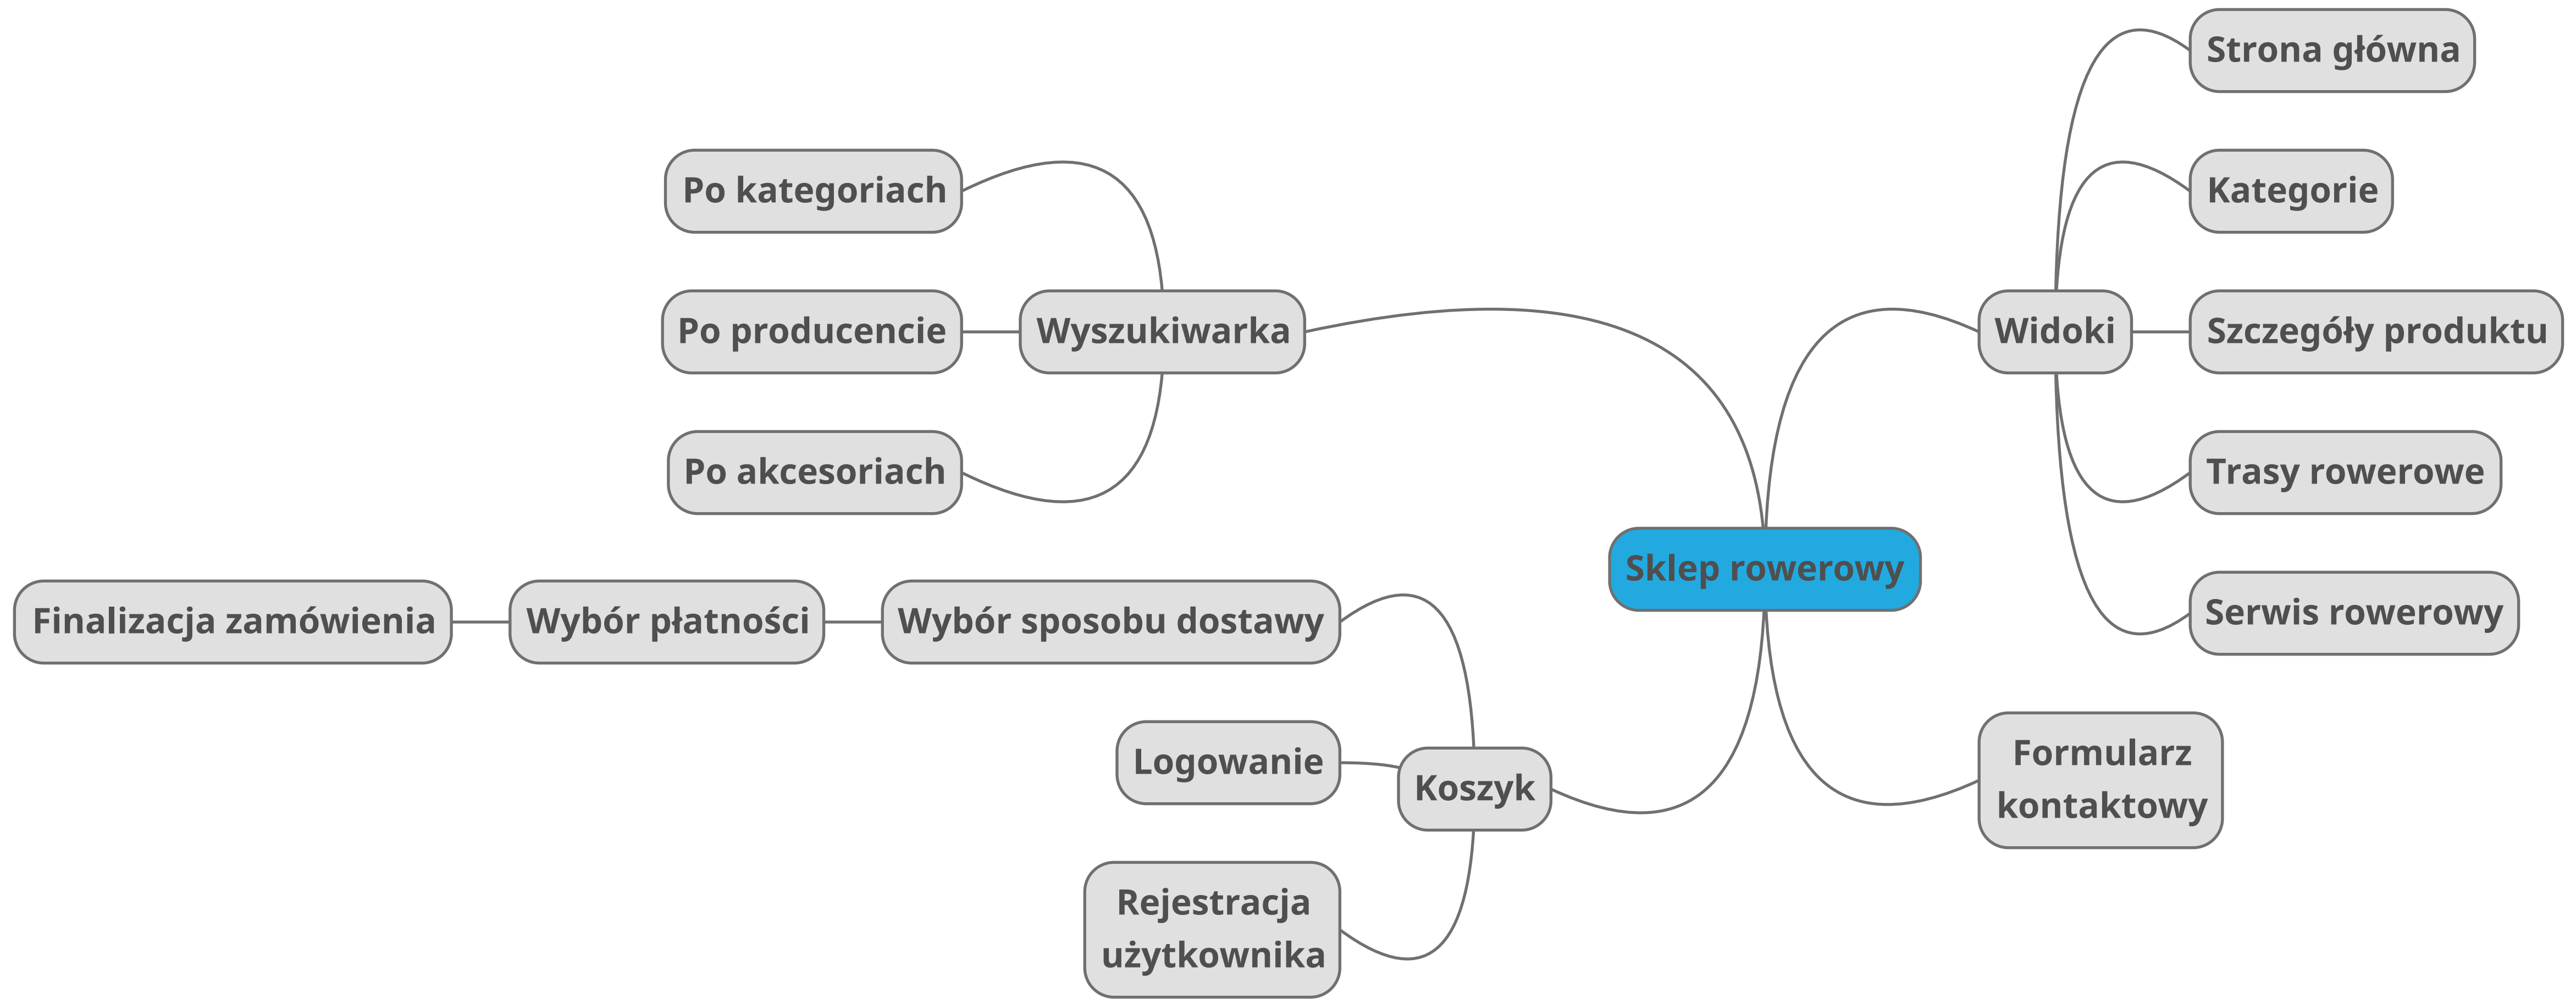 Strona główna
Po kategoriach
Kategorie
Po producencie
Wyszukiwarka
Widoki
Szczegóły produktu
Po akcesoriach
Trasy rowerowe
Sklep rowerowy
Finalizacja zamówienia
Wybór płatności
Wybór sposobu dostawy
Serwis rowerowy
Logowanie
Koszyk
Formularz
kontaktowy
Rejestracja
użytkownika